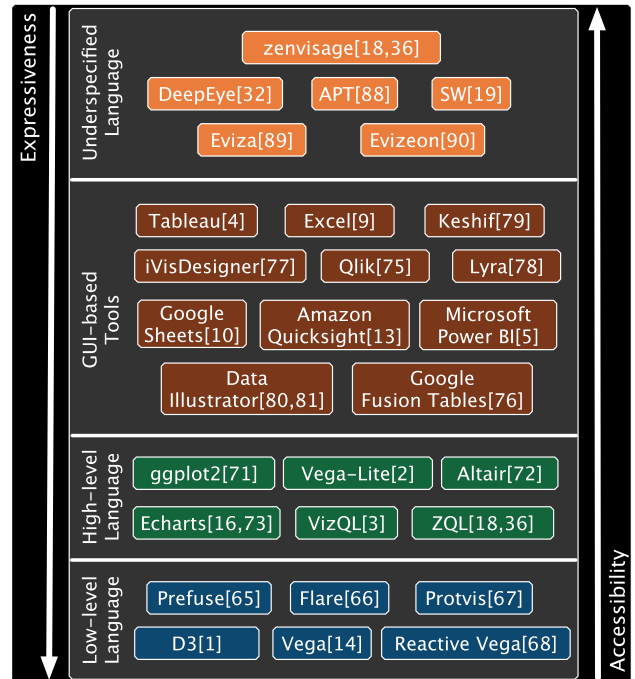 Expressiveness
Underspecified
Language
zenvisage[18,36]
DeepEye[32] APT[88] SW[19]
Eviza[89] Evizeon[90]
GUI-based
Tools
Tableau[4] Excel[9] Keshif[79]
iVisDesigner[77] Qlik[75] Lyra[78]
Google
Sheets[10]
Amazon
Quicksight[13]
Microsoft
Power BI[5]
Data
Illustrator[80,81]
Google
Fusion Tables[76]
High-level
Language
ggplot2[71] Vega-Lite[2] Altair[72]
Echarts[16,73] VizQL[3] ZQL[18,36]
Low-level
Language
Prefuse[65] Flare[66] Protvis[67]
D3[1] Vega[14] Reactive Vega[68]
Accessibility